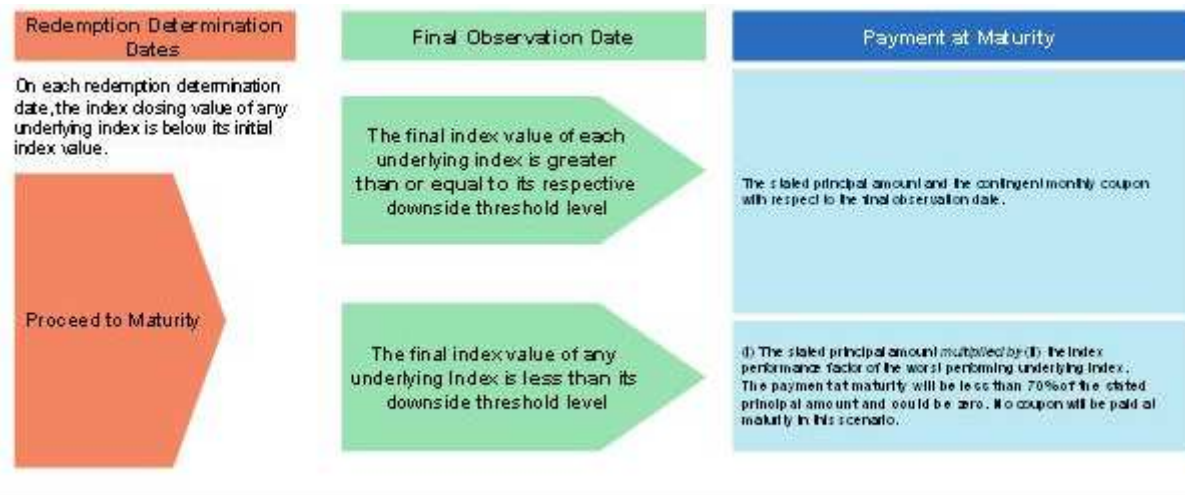 Redemption Determination
Dates
On each redemption determination
date, the index closing value of any
underlying index is below its initial
index value.
Proceed to Maturity
Final Observation Date
The final index value of each
underlying index is greater
than or equal to its respective
downside threshold level
The final index value of any
underlying Index is less than its
downside threshold level
Payment at Maturity
The stated principal amount and the contingent monthly coupon
with respect to the final observation date.
(i) The stated principal amount multiplied by (ii) the index
performance factor of the worst performing underlying index.
The payment at maturity will be less than 70% of the stated
principal amount and could be zero. No coupon will be paid at
maturity in this scenario.